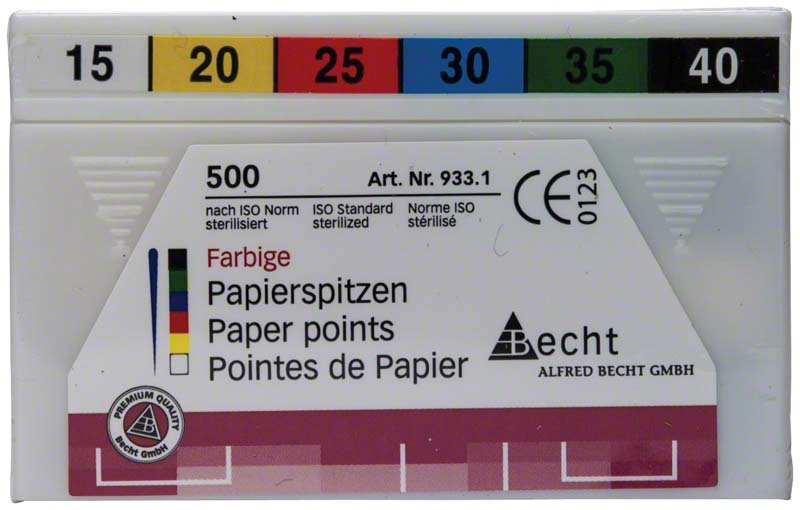 15 20 25 30 35 40
500 Art. Nr. 933.1
nach ISO Norm sterilisiert
ISO Standard sterilized
Norme ISO stérilisé
CE 0123
Farbige
Papierspitzen
Paper points
Pointes de Papier
Becht
ALFRED BECHT GMBH
PREMIUM QUALITY
B
Becht GmbH